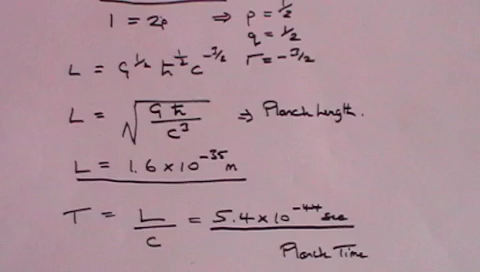 1 = 2p ⇒ p = 1/2
q = 1/2
L = G^1/2 ħ^1/2 c^-3/2 r = -3/2
L = √(Għ/c³) ⇒ Planck Length.
L = 1.6 × 10^-35 m
T = L/c = 5.4 × 10^-44 sec
Planck Time